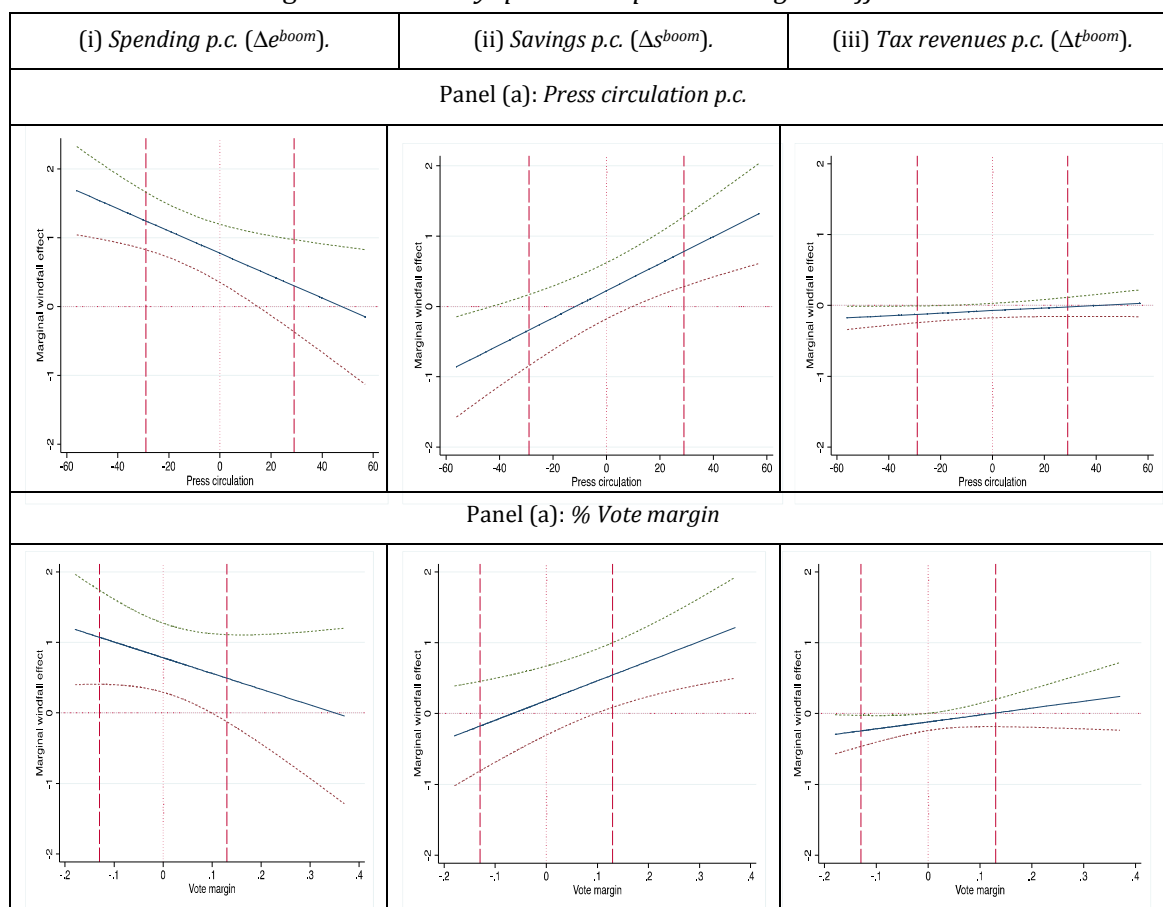 (i) Spending p.c. (Δe^boom).
(ii) Savings p.c. (Δs^boom).
(iii) Tax revenues p.c. (Δt^boom).
Panel (a): Press circulation p.c.
Marginal windfall effect
2
1
0
-1
-2
-60 -40 -20 0 20 40 60
Press circulation
Marginal windfall effect
2
1
0
-1
-2
-60 -40 -20 0 20 40 60
Press circulation
Marginal windfall effect
2
1
0
-1
-2
-60 -40 -20 0 20 40 60
Press circulation
Panel (a): % Vote margin
Marginal windfall effect
2
1
0
-1
-2
-.2 -.1 0 .1 .2 .3 .4
Vote margin
Marginal windfall effect
2
1
0
-1
-2
-.2 -.1 0 .1 .2 .3 .4
Vote margin
Marginal windfall effect
2
1
0
-1
-2
-.2 -.1 0 .1 .2 .3 .4
Vote margin